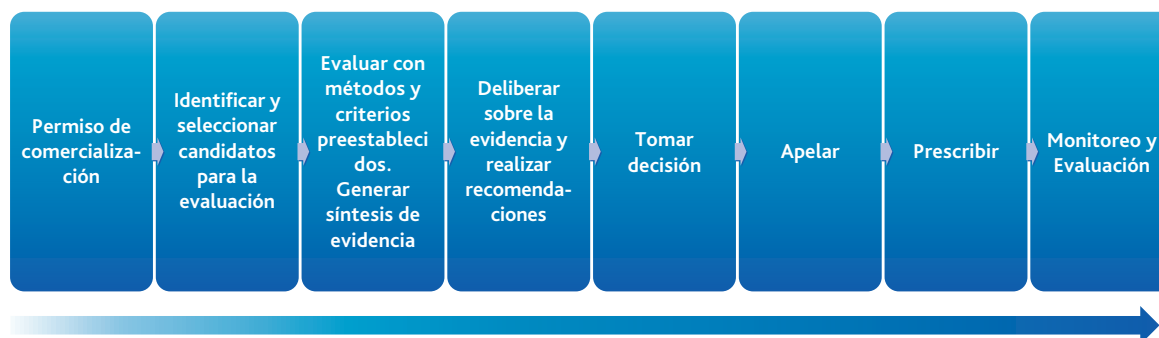 Permiso de
comercializa-
ción
Identificar y
seleccionar
candidatos
para la
evaluación
Evaluar con
métodos y
criterios
preestableci
dos.
Generar
síntesis de
evidencia
Deliberar
sobre la
evidencia y
realizar
recomenda-
ciones
Tomar
decisión
Apelar
Prescribir
Monitoreo y
Evaluación